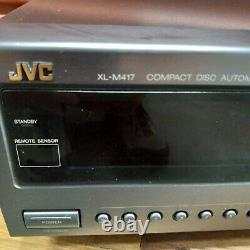 JVC
XL-M417 COMPACT DISC AUTOM
STANDBY
REMOTE SENSOR
POWER